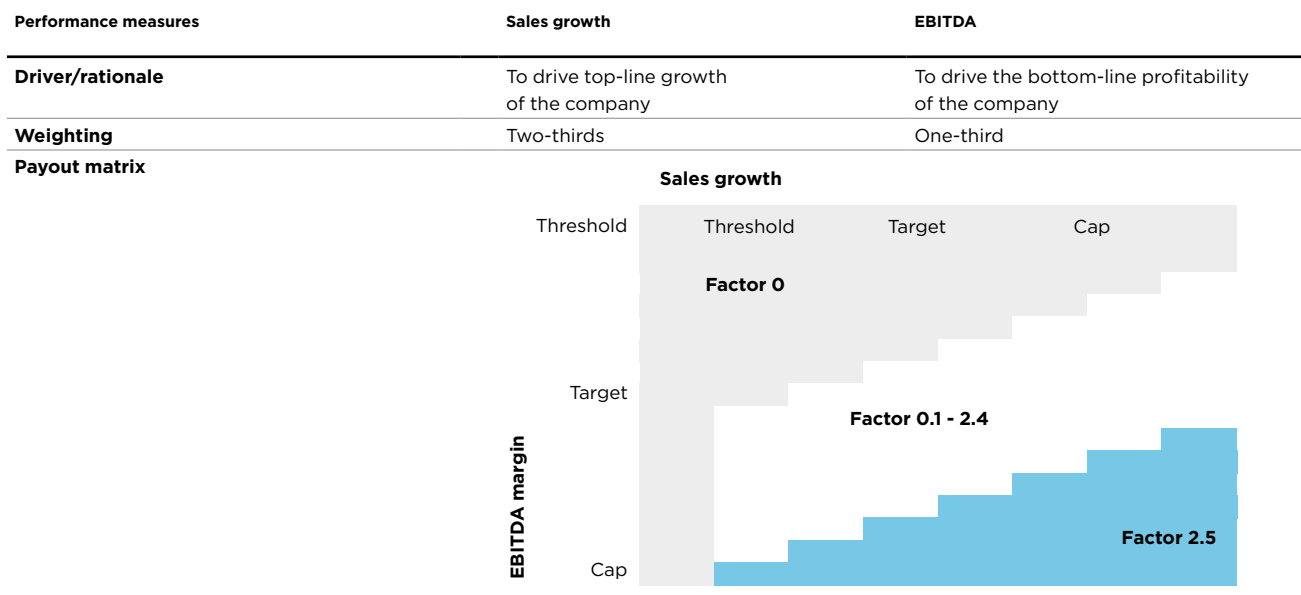 Performance measures Sales growth EBITDA
Driver/rationale To drive top-line growth To drive the bottom-line profitability
of the company of the company
Weighting Two-thirds One-third
Payout matrix
Sales growth
Threshold Threshold Target Cap
Factor 0
Target
Factor 0.1 - 2.4
EBITDA margin
Factor 2.5
Cap